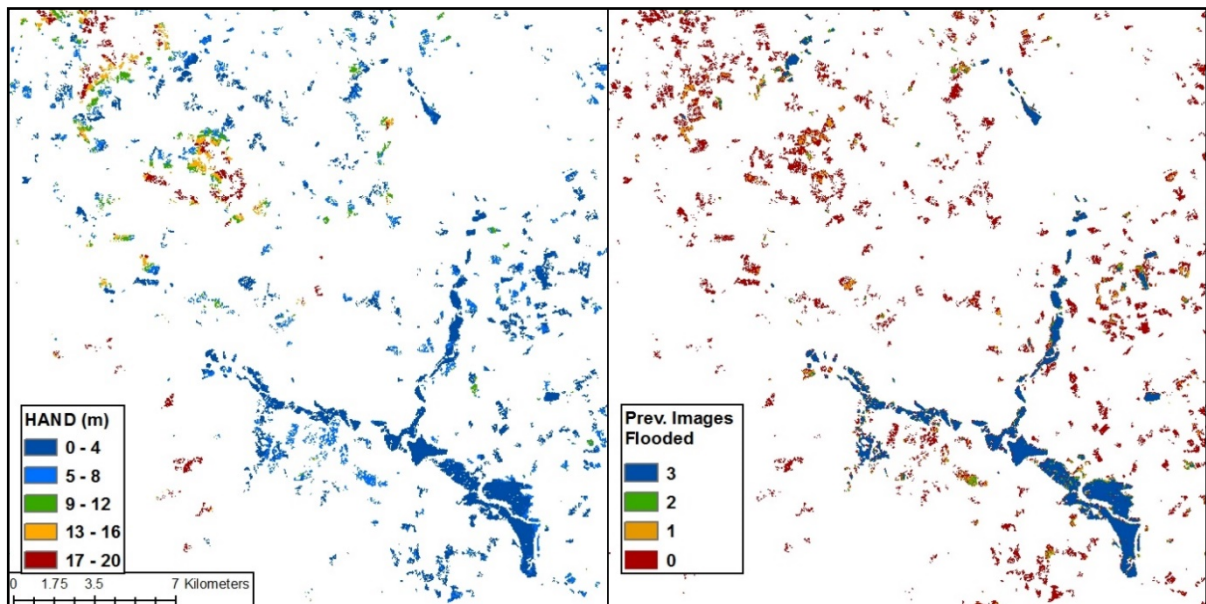 HAND (m)
0 - 4
5 - 8
9 - 12
13 - 16
17 - 20
0 1.75 3.5 7 Kilometers
Prev. Images
Flooded
3
2
1
0